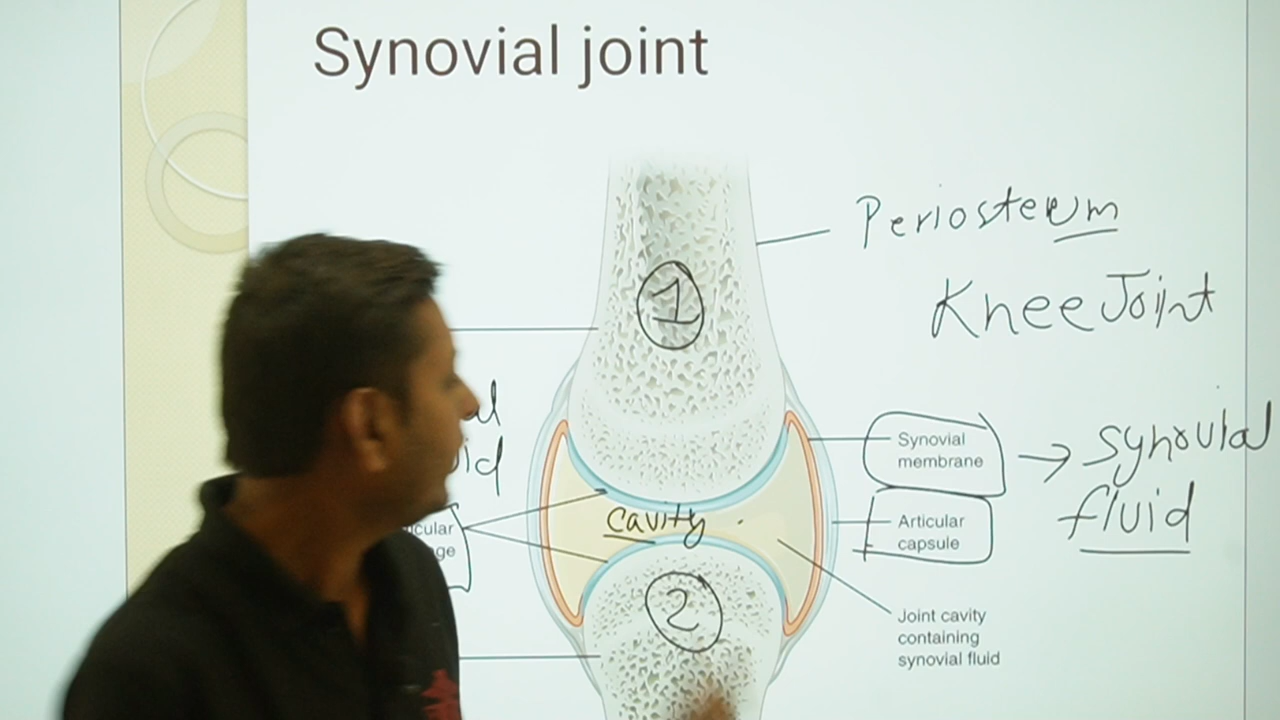 Synovial joint
Periosteum
Knee Joint
1
Synovial
membrane
→ synovial
fluid
cavity
Articular
capsule
2
Joint cavity
containing
synovial fluid